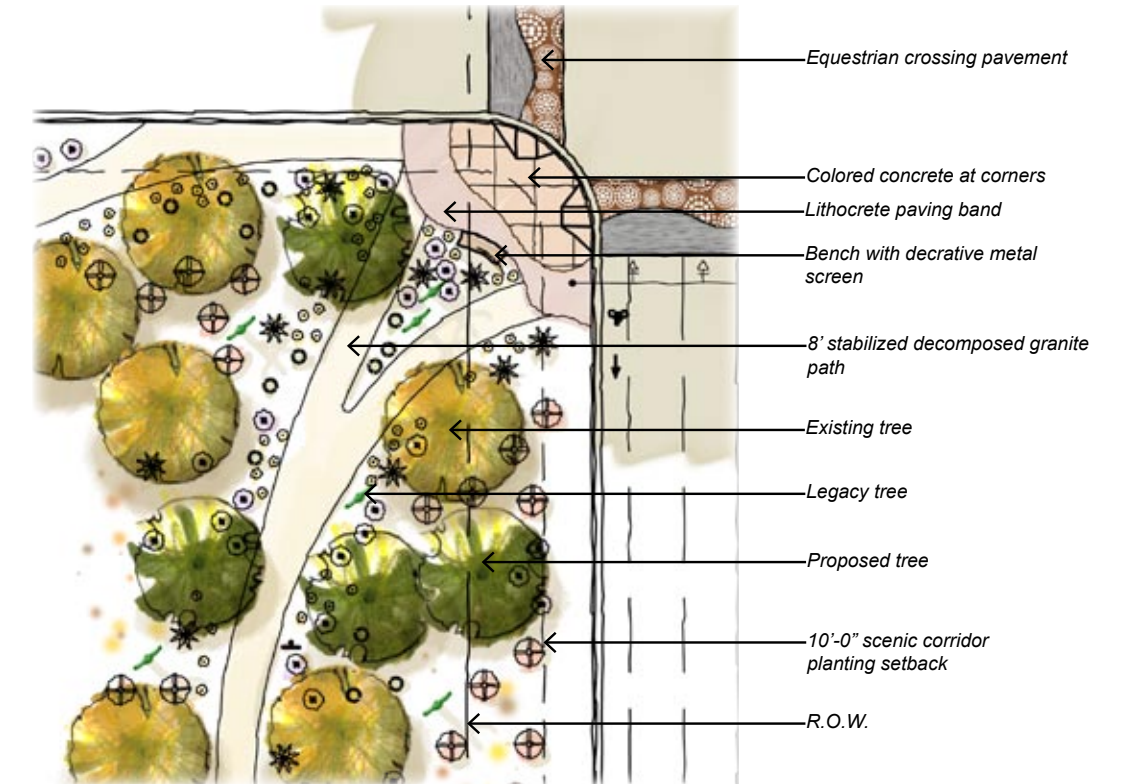 Equestrian crossing pavement
Colored concrete at corners
Lithocrete paving band
Bench with decrative metal
screen
8’ stabilized decomposed granite
path
Existing tree
Legacy tree
Proposed tree
10’-0” scenic corridor
planting setback
R.O.W.